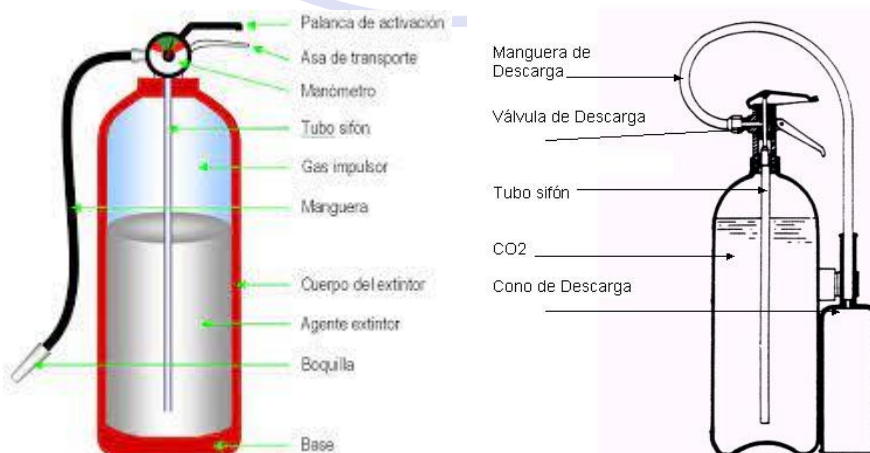 Palanca de activación
Asa de transporte
Manómetro
Tubo sifón
Gas impulsor
Manguera
Cuerpo del extintor
Agente extintor
Boquilla
Base
Manguera de
Descarga
Válvula de Descarga
Tubo sifón
CO2
Cono de Descarga